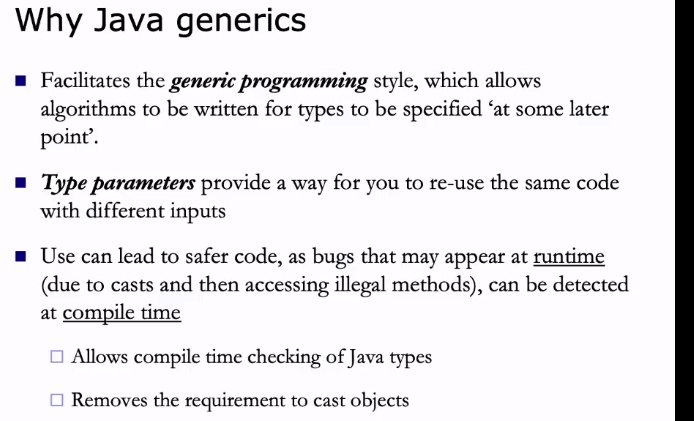 Why Java generics
Facilitates the generic programming style, which allows
algorithms to be written for types to be specified ‘at some later
point’.
Type parameters provide a way for you to re-use the same code
with different inputs
Use can lead to safer code, as bugs that may appear at runtime
(due to casts and then accessing illegal methods), can be detected
at compile time
Allows compile time checking of Java types
Removes the requirement to cast objects